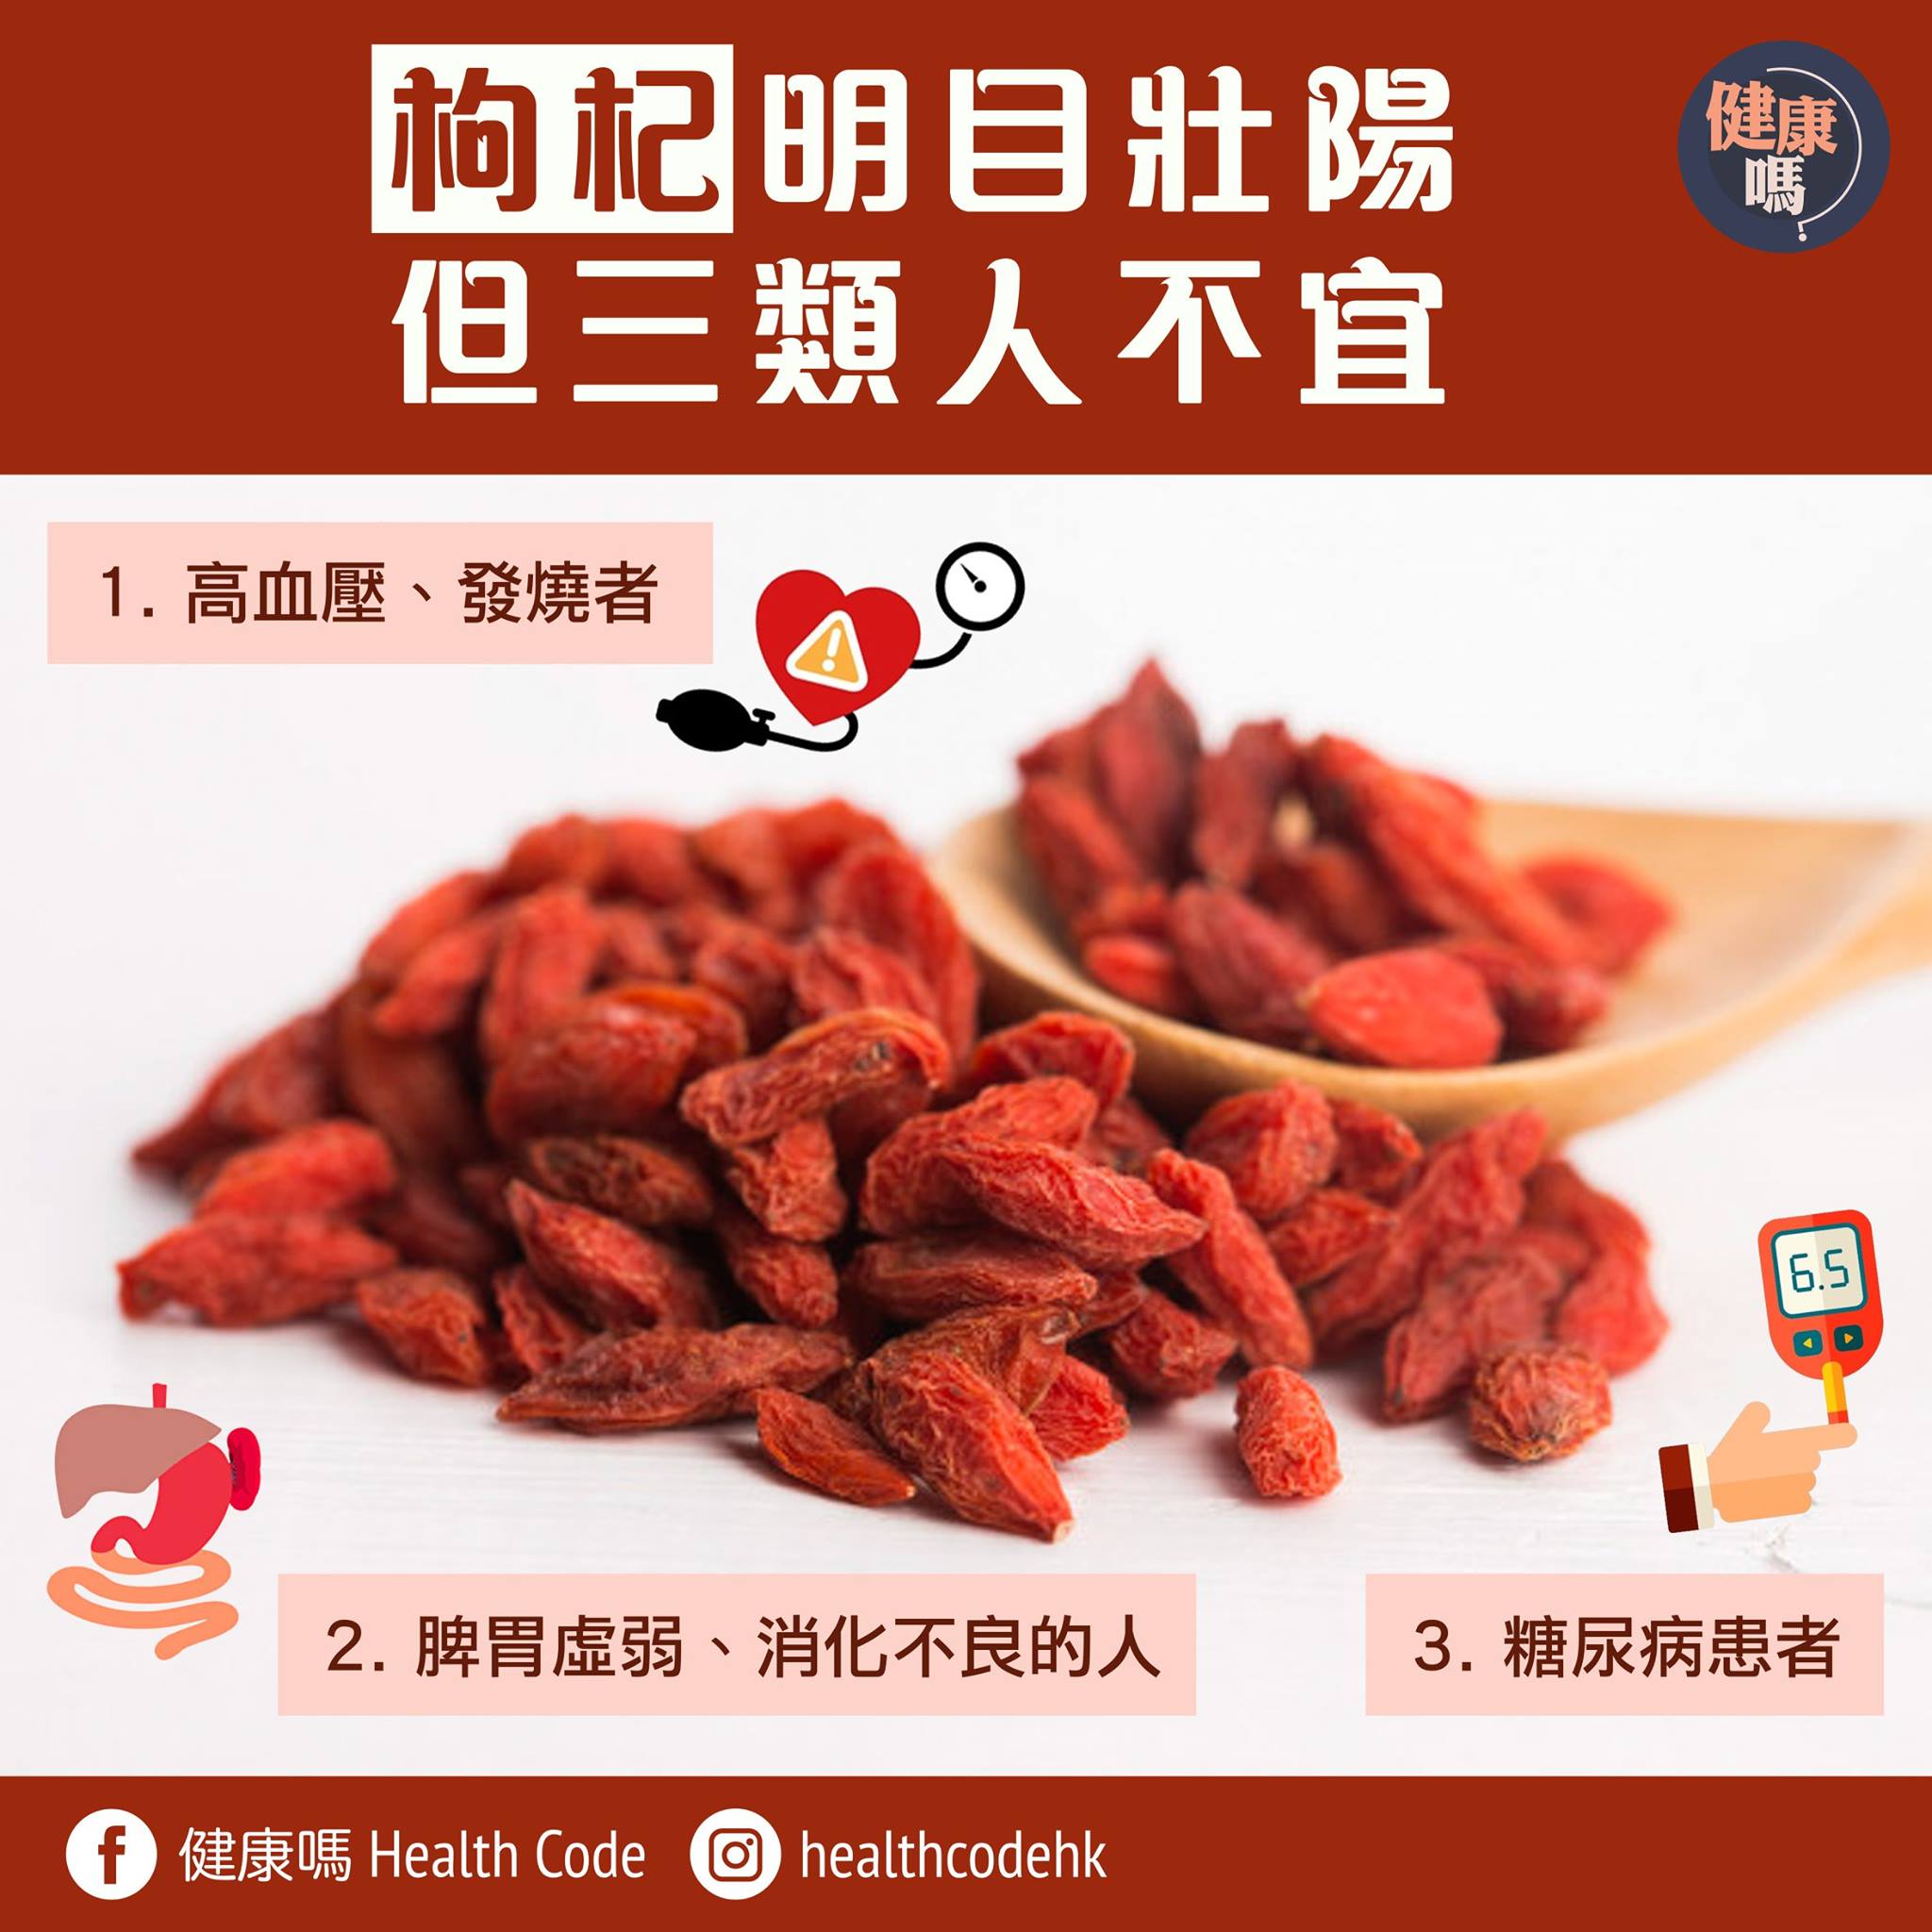 枸杞明目壯陽
但三類人不宜
健康
嗎?
1. 高血壓、發燒者
6.5
2. 脾胃虛弱、消化不良的人
3. 糖尿病患者
健康嗎 Health Code
healthcodehk